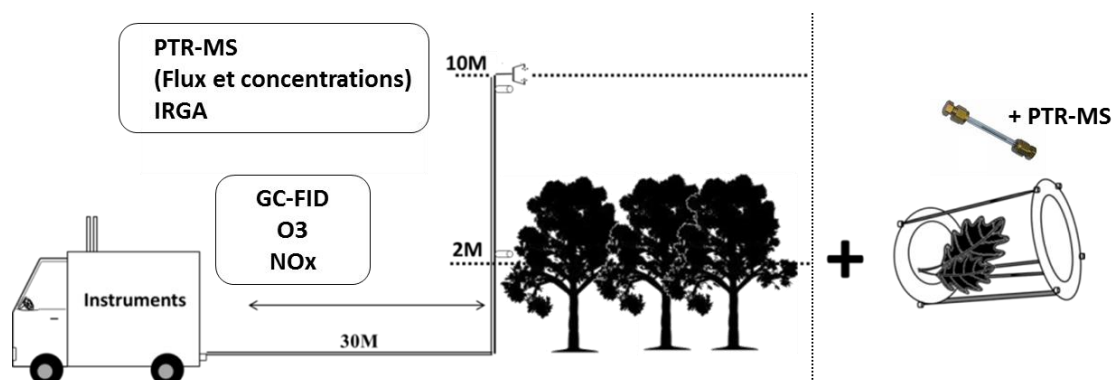 PTR-MS
(Flux et concentrations)
IRGA
10M
+ PTR-MS
GC-FID
O3
NOx
2M
+
Instruments
30M